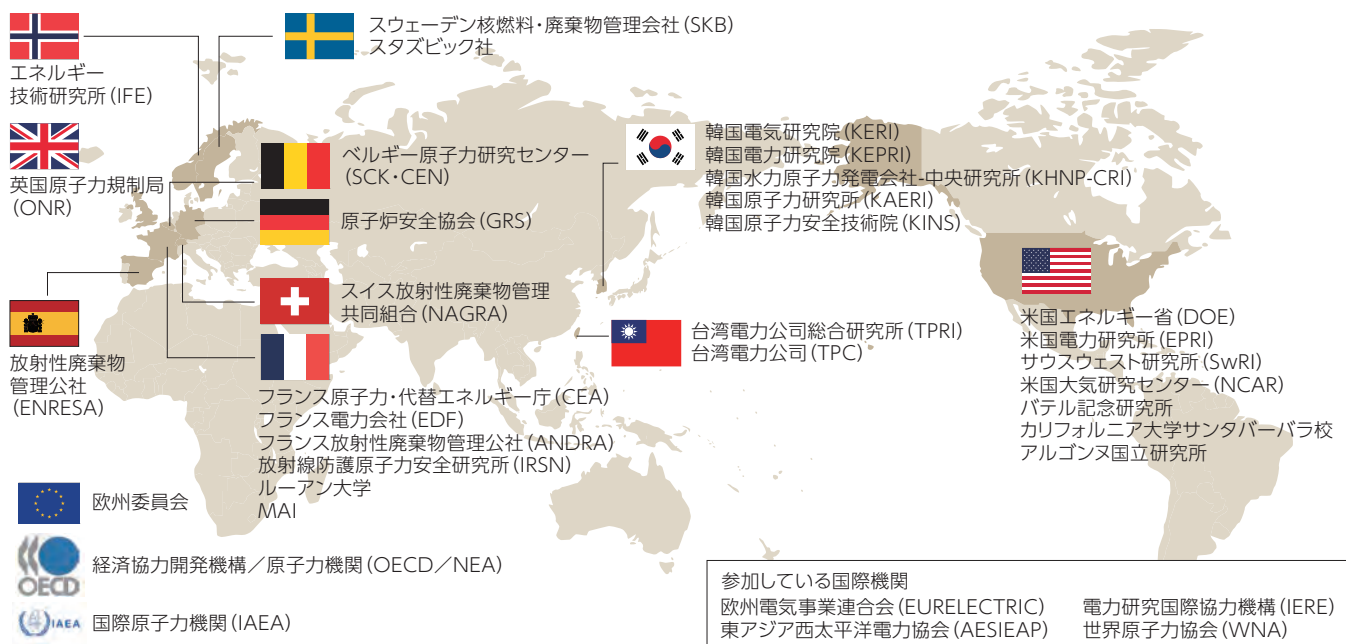 エネルギー
技術研究所(IFE)
スウェーデン核燃料・廃棄物管理会社(SKB)
スタズビック社
英国原子力規制局
(ONR)
ベルギー原子力研究センター
(SCK・CEN)
原子炉安全協会(GRS)
放射性廃棄物
管理公社
(ENRESA)
スイス放射性廃棄物管理
共同組合(NAGRA)
フランス原子力・代替エネルギー庁(CEA)
フランス電力会社(EDF)
フランス放射性廃棄物管理公社(ANDRA)
放射線防護原子力安全研究所(IRSN)
ルーアン大学
MAI
韓国電気研究院(KERI)
韓国電力研究院(KEPRI)
韓国水力原子力発電会社-中央研究所(KHNP-CRI)
韓国原子力研究所(KAERI)
韓国原子力安全技術院(KINS)
台湾電力公司総合研究所(TPRI)
台湾電力公司(TPC)
米国エネルギー省(DOE)
米国電力研究所(EPRI)
サウスウェスト研究所(SwRI)
米国大気研究センター(NCAR)
バテル記念研究所
カリフォルニア大学サンタバーバラ校
アルゴンヌ国立研究所
欧州委員会
OECD
経済協力開発機構／原子力機関(OECD／NEA)
IAEA
国際原子力機関(IAEA)
参加している国際機関
欧州電気事業連合会(EURELECTRIC) 電力研究国際協力機構(IERE)
東アジア西太平洋電力協会(AESIEAP) 世界原子力協会(WNA)